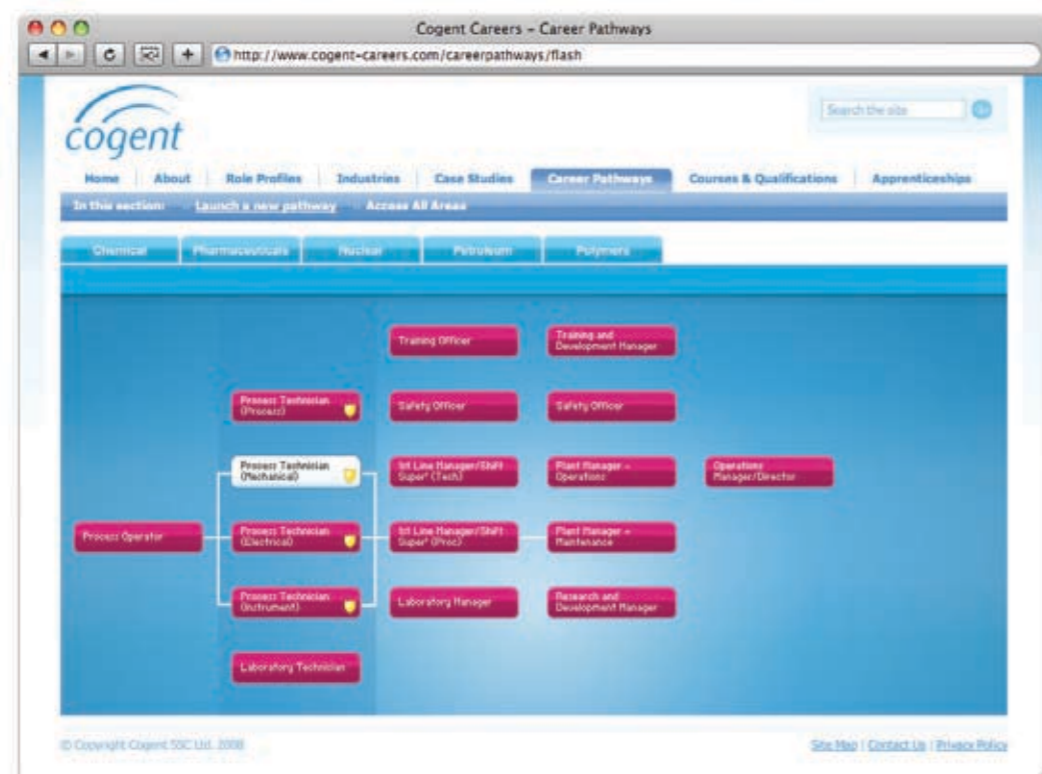 Cogent Careers – Career Pathways
http://www.cogent-careers.com/careerpathways/flash
cogent
Search the site
Go
Home
About
Role Profiles
Industries
Case Studies
Career Pathways
Courses & Qualifications
Apprenticeships
In this section:
Launch a new pathway
Access All Areas
Chemical
Pharmaceuticals
Nuclear
Petroleum
Polymers
Training Officer
Training and
Development Manager
Process Technician
(Process)
Safety Officer
Safety Officer
Process Technician
(Mechanical)
1st Line Manager/Shift
Super' (Tech)
Plant Manager –
Operations
Operations
Manager/Director
Process Operator
Process Technician
(Electrical)
1st Line Manager/Shift
Super' (Proc)
Plant Manager –
Maintenance
Process Technician
(Instrument)
Laboratory Manager
Research and
Development Manager
Laboratory Technician
© Copyright Cogent SSC Ltd. 2008
Site Map | Contact Us | Privacy Policy